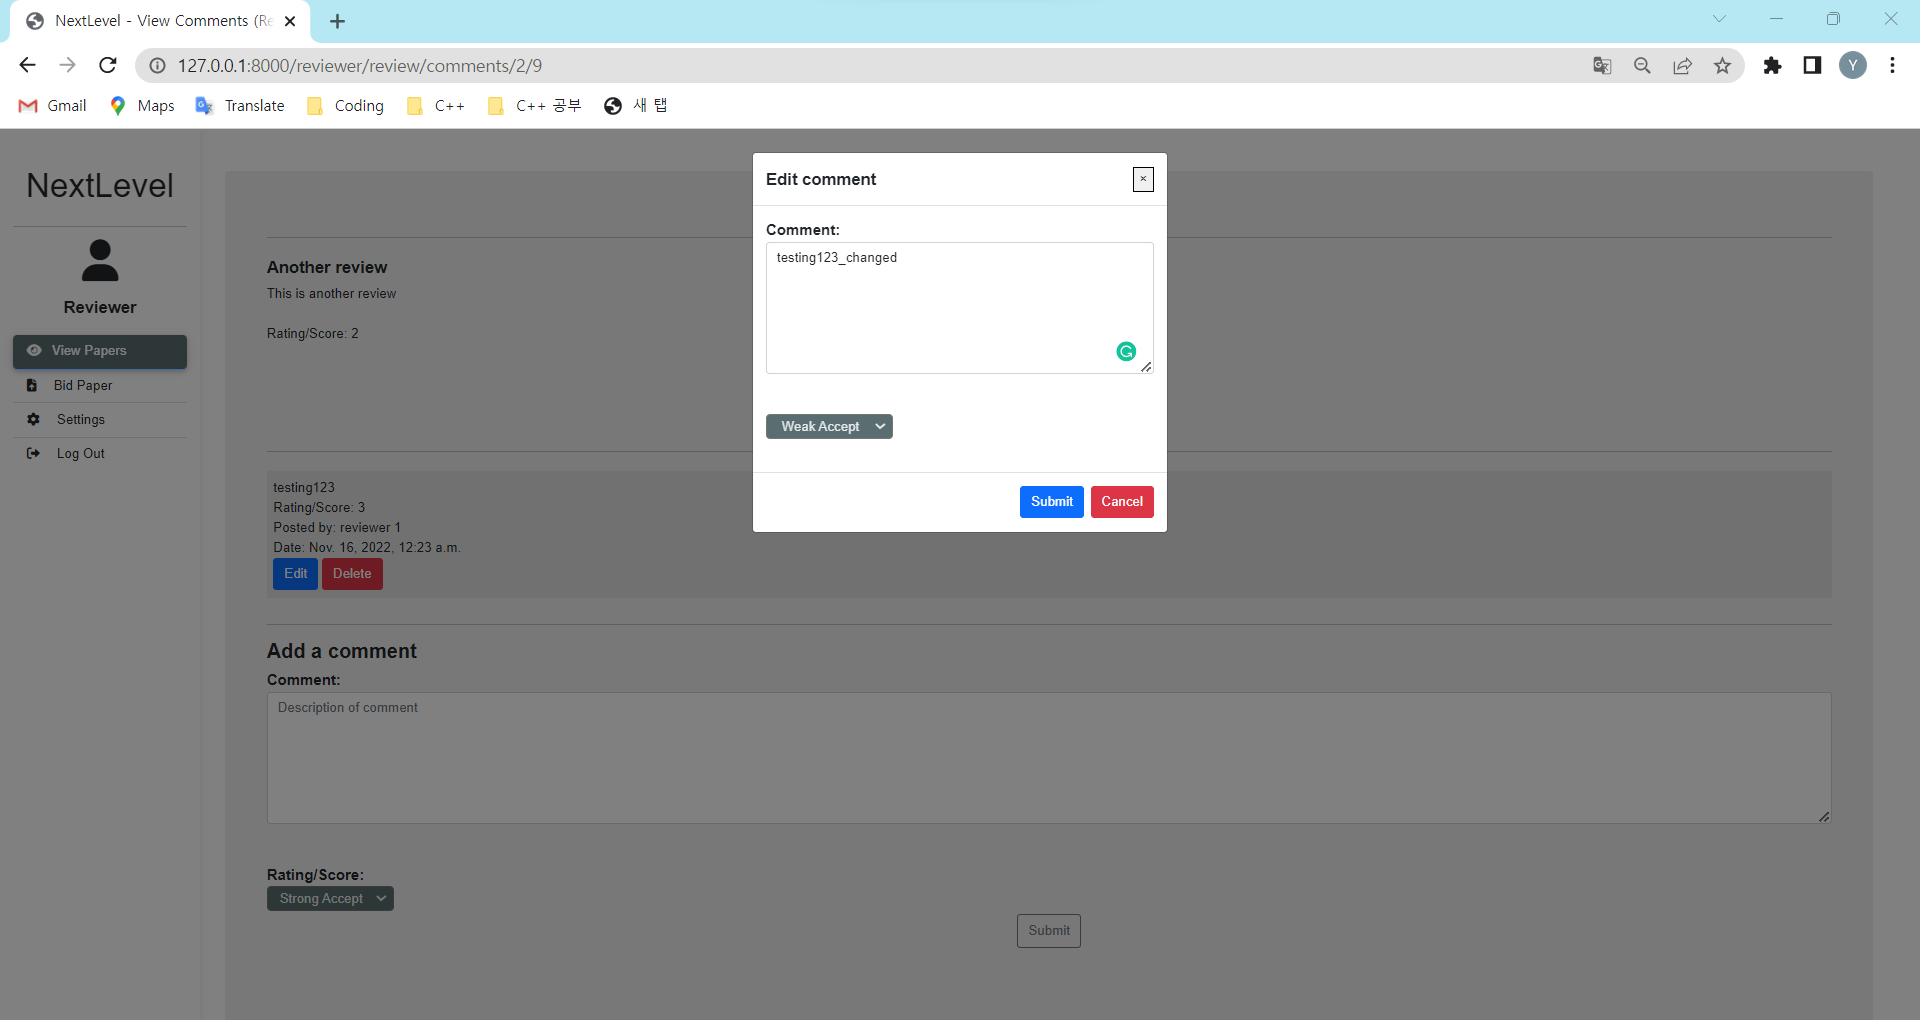 NextLevel - View Comments (Re
127.0.0.1:8000/reviewer/review/comments/2/9
Y
Gmail
Maps
Translate
Coding
C++
C++ 공부
새 탭
NextLevel
Reviewer
View Papers
Bid Paper
Settings
Log Out
Another review
This is another review
Rating/Score: 2
testing123
Rating/Score: 3
Posted by: reviewer 1
Date: Nov. 16, 2022, 12:23 a.m.
Edit Delete
Add a comment
Comment:
Description of comment
Rating/Score:
Strong Accept
Submit
Edit comment
×
Comment:
testing123_changed
Weak Accept
Submit Cancel